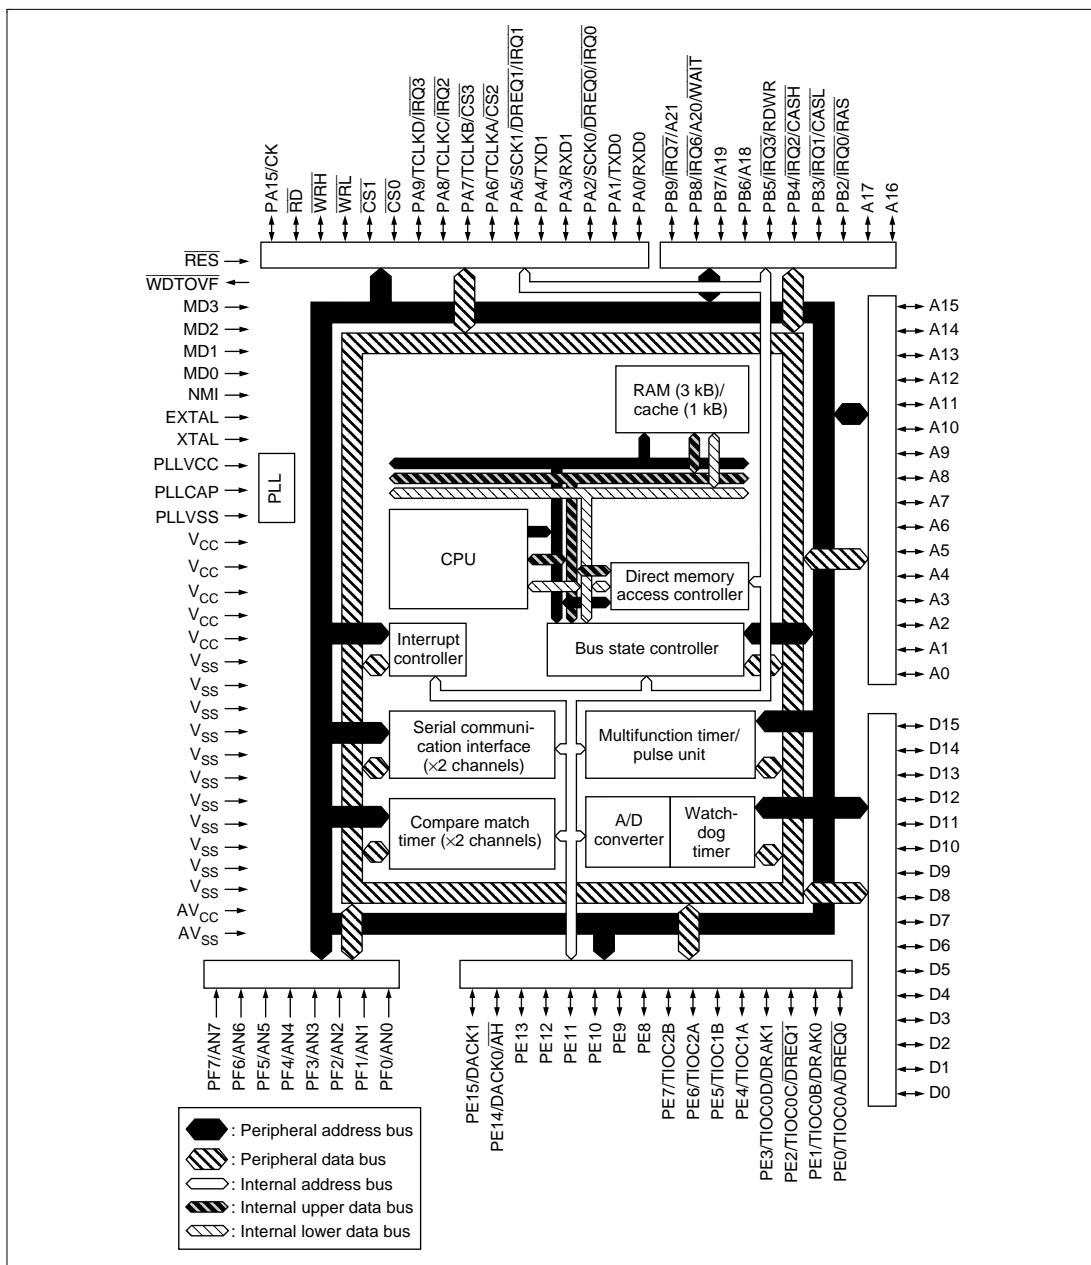 PA15/CK
RD
WRH
WRL
CS1
CS0
PA9/TCLKD/IRQ3
PA8/TCLKC/IRQ2
PA7/TCLKB/CS3
PA6/TCLKA/CS2
PA5/SCK1/DREQ1/IRQ1
PA4/TXD1
PA3/RXD1
PA2/SCK0/DREQ0/IRQ0
PA1/TXD0
PA0/RXD0
PB9/IRQ7/A21
PB8/IRQ6/A20/WAIT
PB7/A19
PB6/A18
PB5/IRQ3/RDWR
PB4/IRQ2/CASH
PB3/IRQ1/CASL
PB2/IRQ0/RAS
A17
A16
RES
WDTOVF
MD3
MD2
MD1
MD0
NMI
EXTAL
XTAL
PLLVCC
PLLCAP
PLLVSS
VCC
VCC
VCC
VCC
VCC
VSS
VSS
VSS
VSS
VSS
VSS
VSS
VSS
VSS
VSS
VSS
AVCC
AVSS
PLL
RAM (3 kB)/
cache (1 kB)
CPU
Direct memory
access controller
Interrupt
controller
Bus state controller
Serial communi-
cation interface
(×2 channels)
Multifunction timer/
pulse unit
Compare match
timer (×2 channels)
A/D
converter
Watch-
dog
timer
A15
A14
A13
A12
A11
A10
A9
A8
A7
A6
A5
A4
A3
A2
A1
A0
D15
D14
D13
D12
D11
D10
D9
D8
D7
D6
D5
D4
D3
D2
D1
D0
PF7/AN7
PF6/AN6
PF5/AN5
PF4/AN4
PF3/AN3
PF2/AN2
PF1/AN1
PF0/AN0
PE15/DACK1
PE14/DACK0/AH
PE13
PE12
PE11
PE10
PE9
PE8
PE7/TIOC2B
PE6/TIOC2A
PE5/TIOC1B
PE4/TIOC1A
PE3/TIOC0D/DRAK1
PE2/TIOC0C/DREQ1
PE1/TIOC0B/DRAK0
PE0/TIOC0A/DREQ0
: Peripheral address bus
: Peripheral data bus
: Internal address bus
: Internal upper data bus
: Internal lower data bus